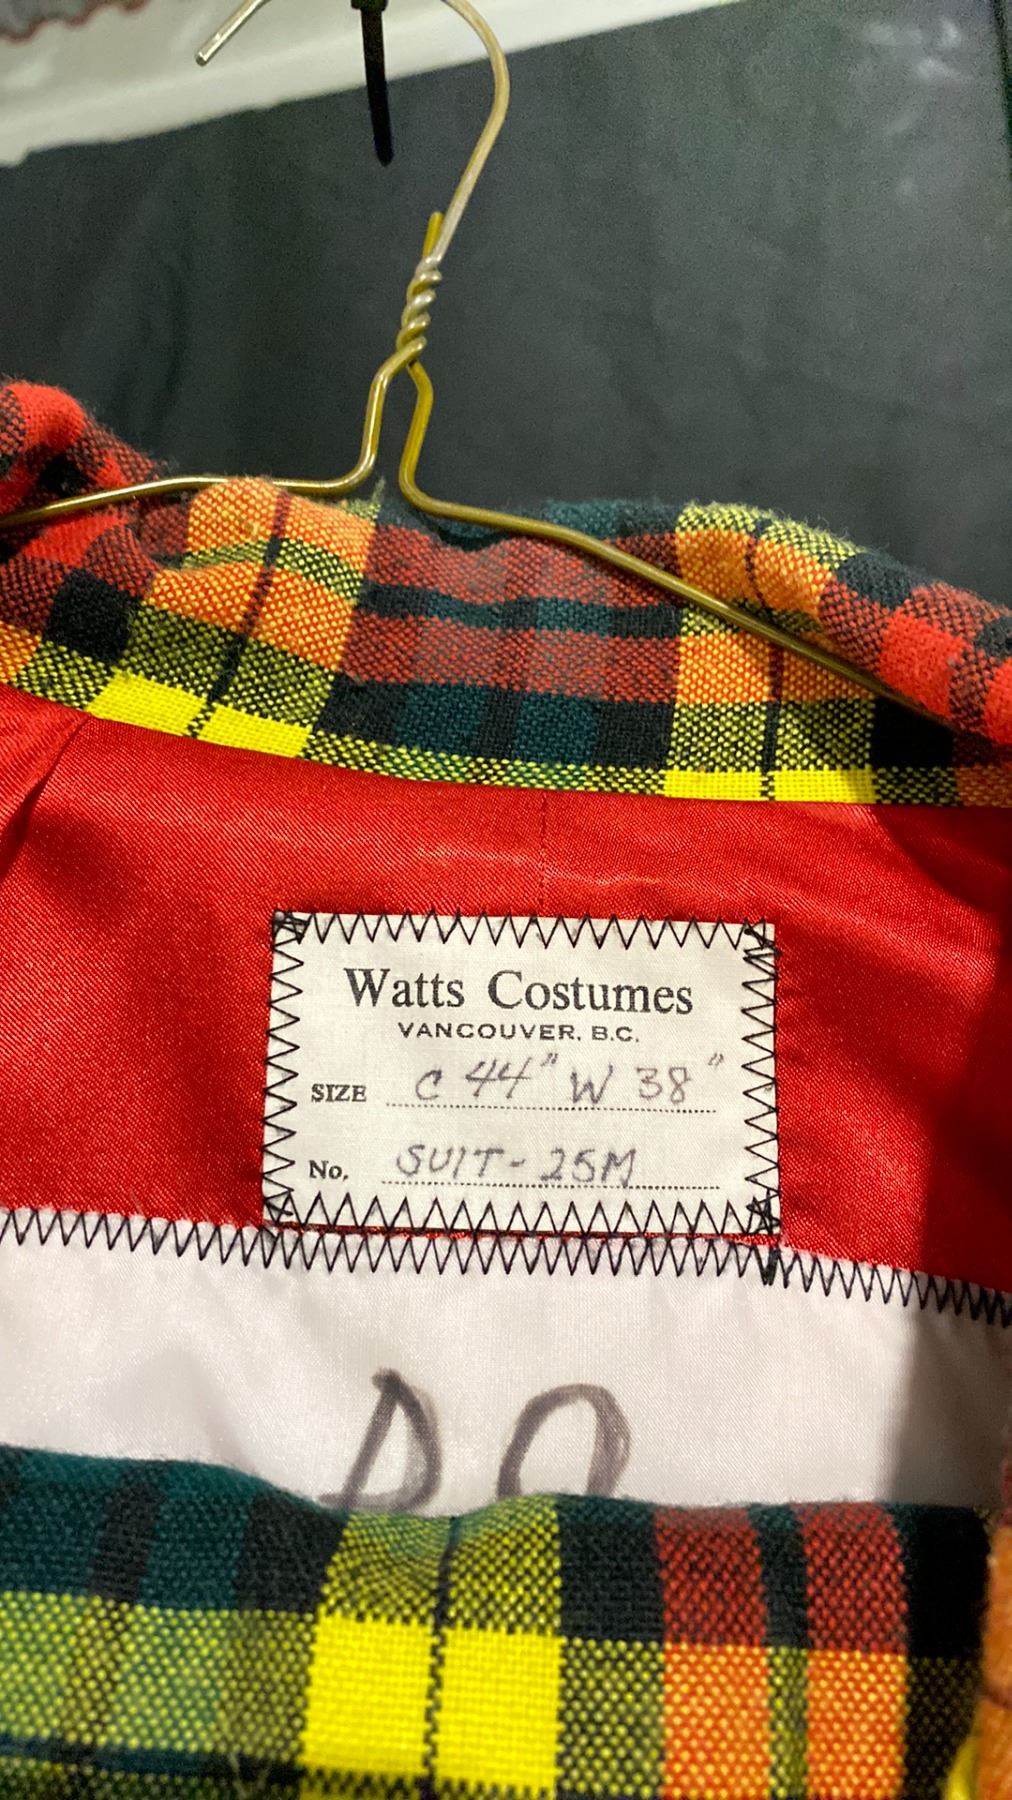 Watts Costumes
VANCOUVER, B.C.
SIZE C 44" W 38"
No. SUIT - 25M